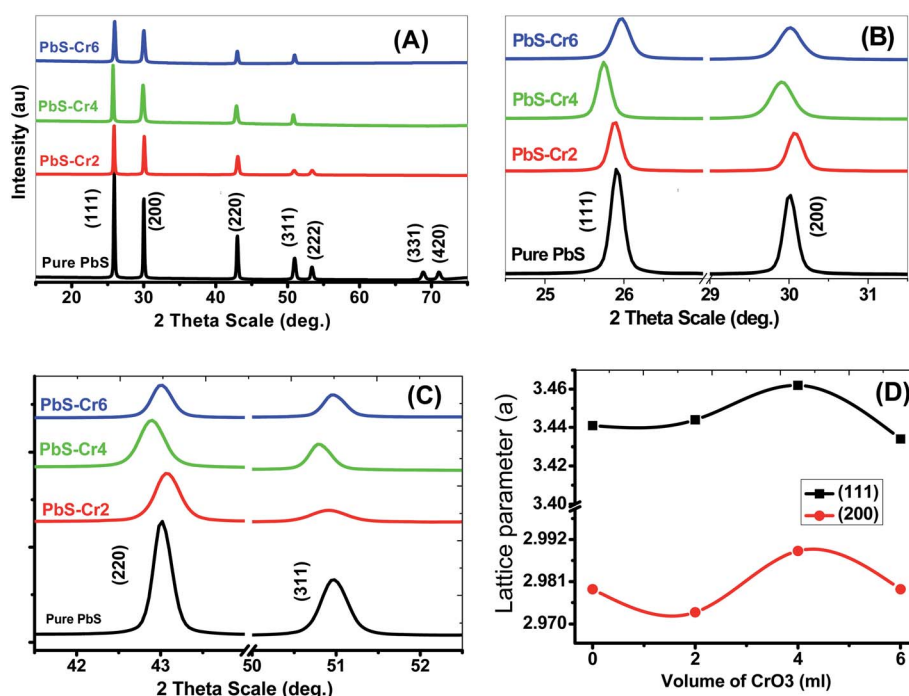 (A)
PbS-Cr6
PbS-Cr4
PbS-Cr2
Pure PbS
(111)
(200)
(220)
(311)
(222)
(331)
(420)
Intensity (au)
20 30 40 50 60 70
2 Theta Scale (deg.)
(B)
PbS-Cr6
PbS-Cr4
PbS-Cr2
Pure PbS
(111)
(200)
25 26 29 30 31
2 Theta Scale (deg.)
(C)
PbS-Cr6
PbS-Cr4
PbS-Cr2
Pure PbS
(220)
(311)
42 43 50 51 52
2 Theta Scale (deg.)
(D)
3.46
3.44
3.42
3.40
2.992
2.981
2.970
Lattice parameter (a)
(111)
(200)
0 2 4 6
Volume of CrO3 (ml)